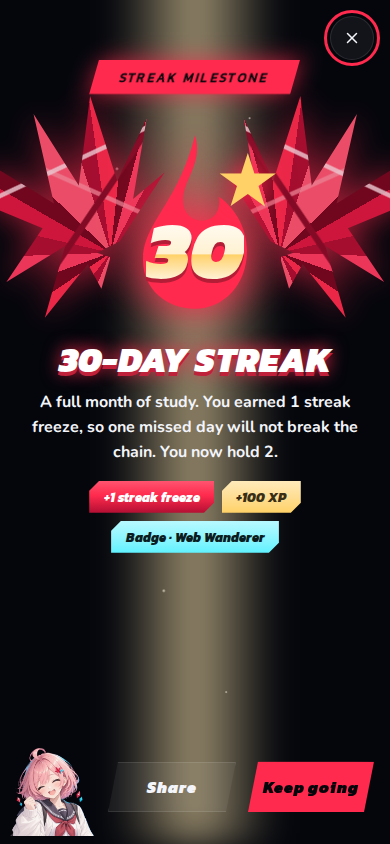 STREAK MILESTONE
30
30-DAY STREAK
A full month of study. You earned 1 streak
freeze, so one missed day will not break the
chain. You now hold 2.
+1 streak freeze
+100 XP
Badge · Web Wanderer
Share
Keep going